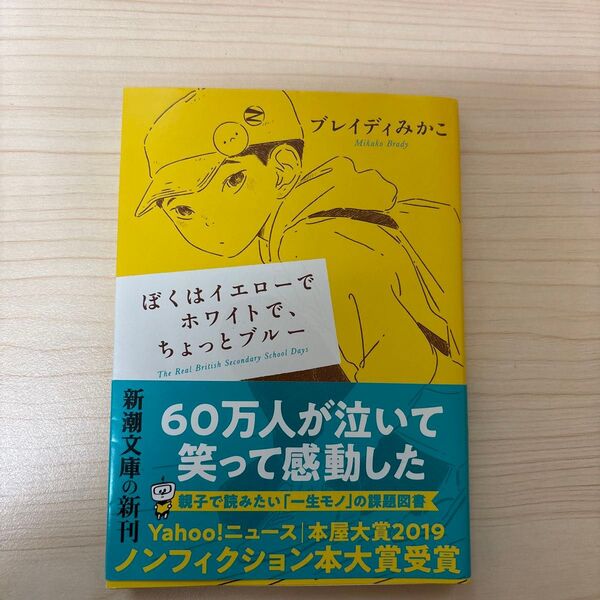 ブレイディみかこ
Mikako Brady
ぼくはイエローで
ホワイトで、
ちょっとブルー
The Real British Secondary School Days
新潮文庫の新刊
60万人が泣いて
笑って感動した
親子で読みたい「一生モノ」の課題図書
Yahoo!ニュース|本屋大賞2019
ノンフィクション本大賞受賞